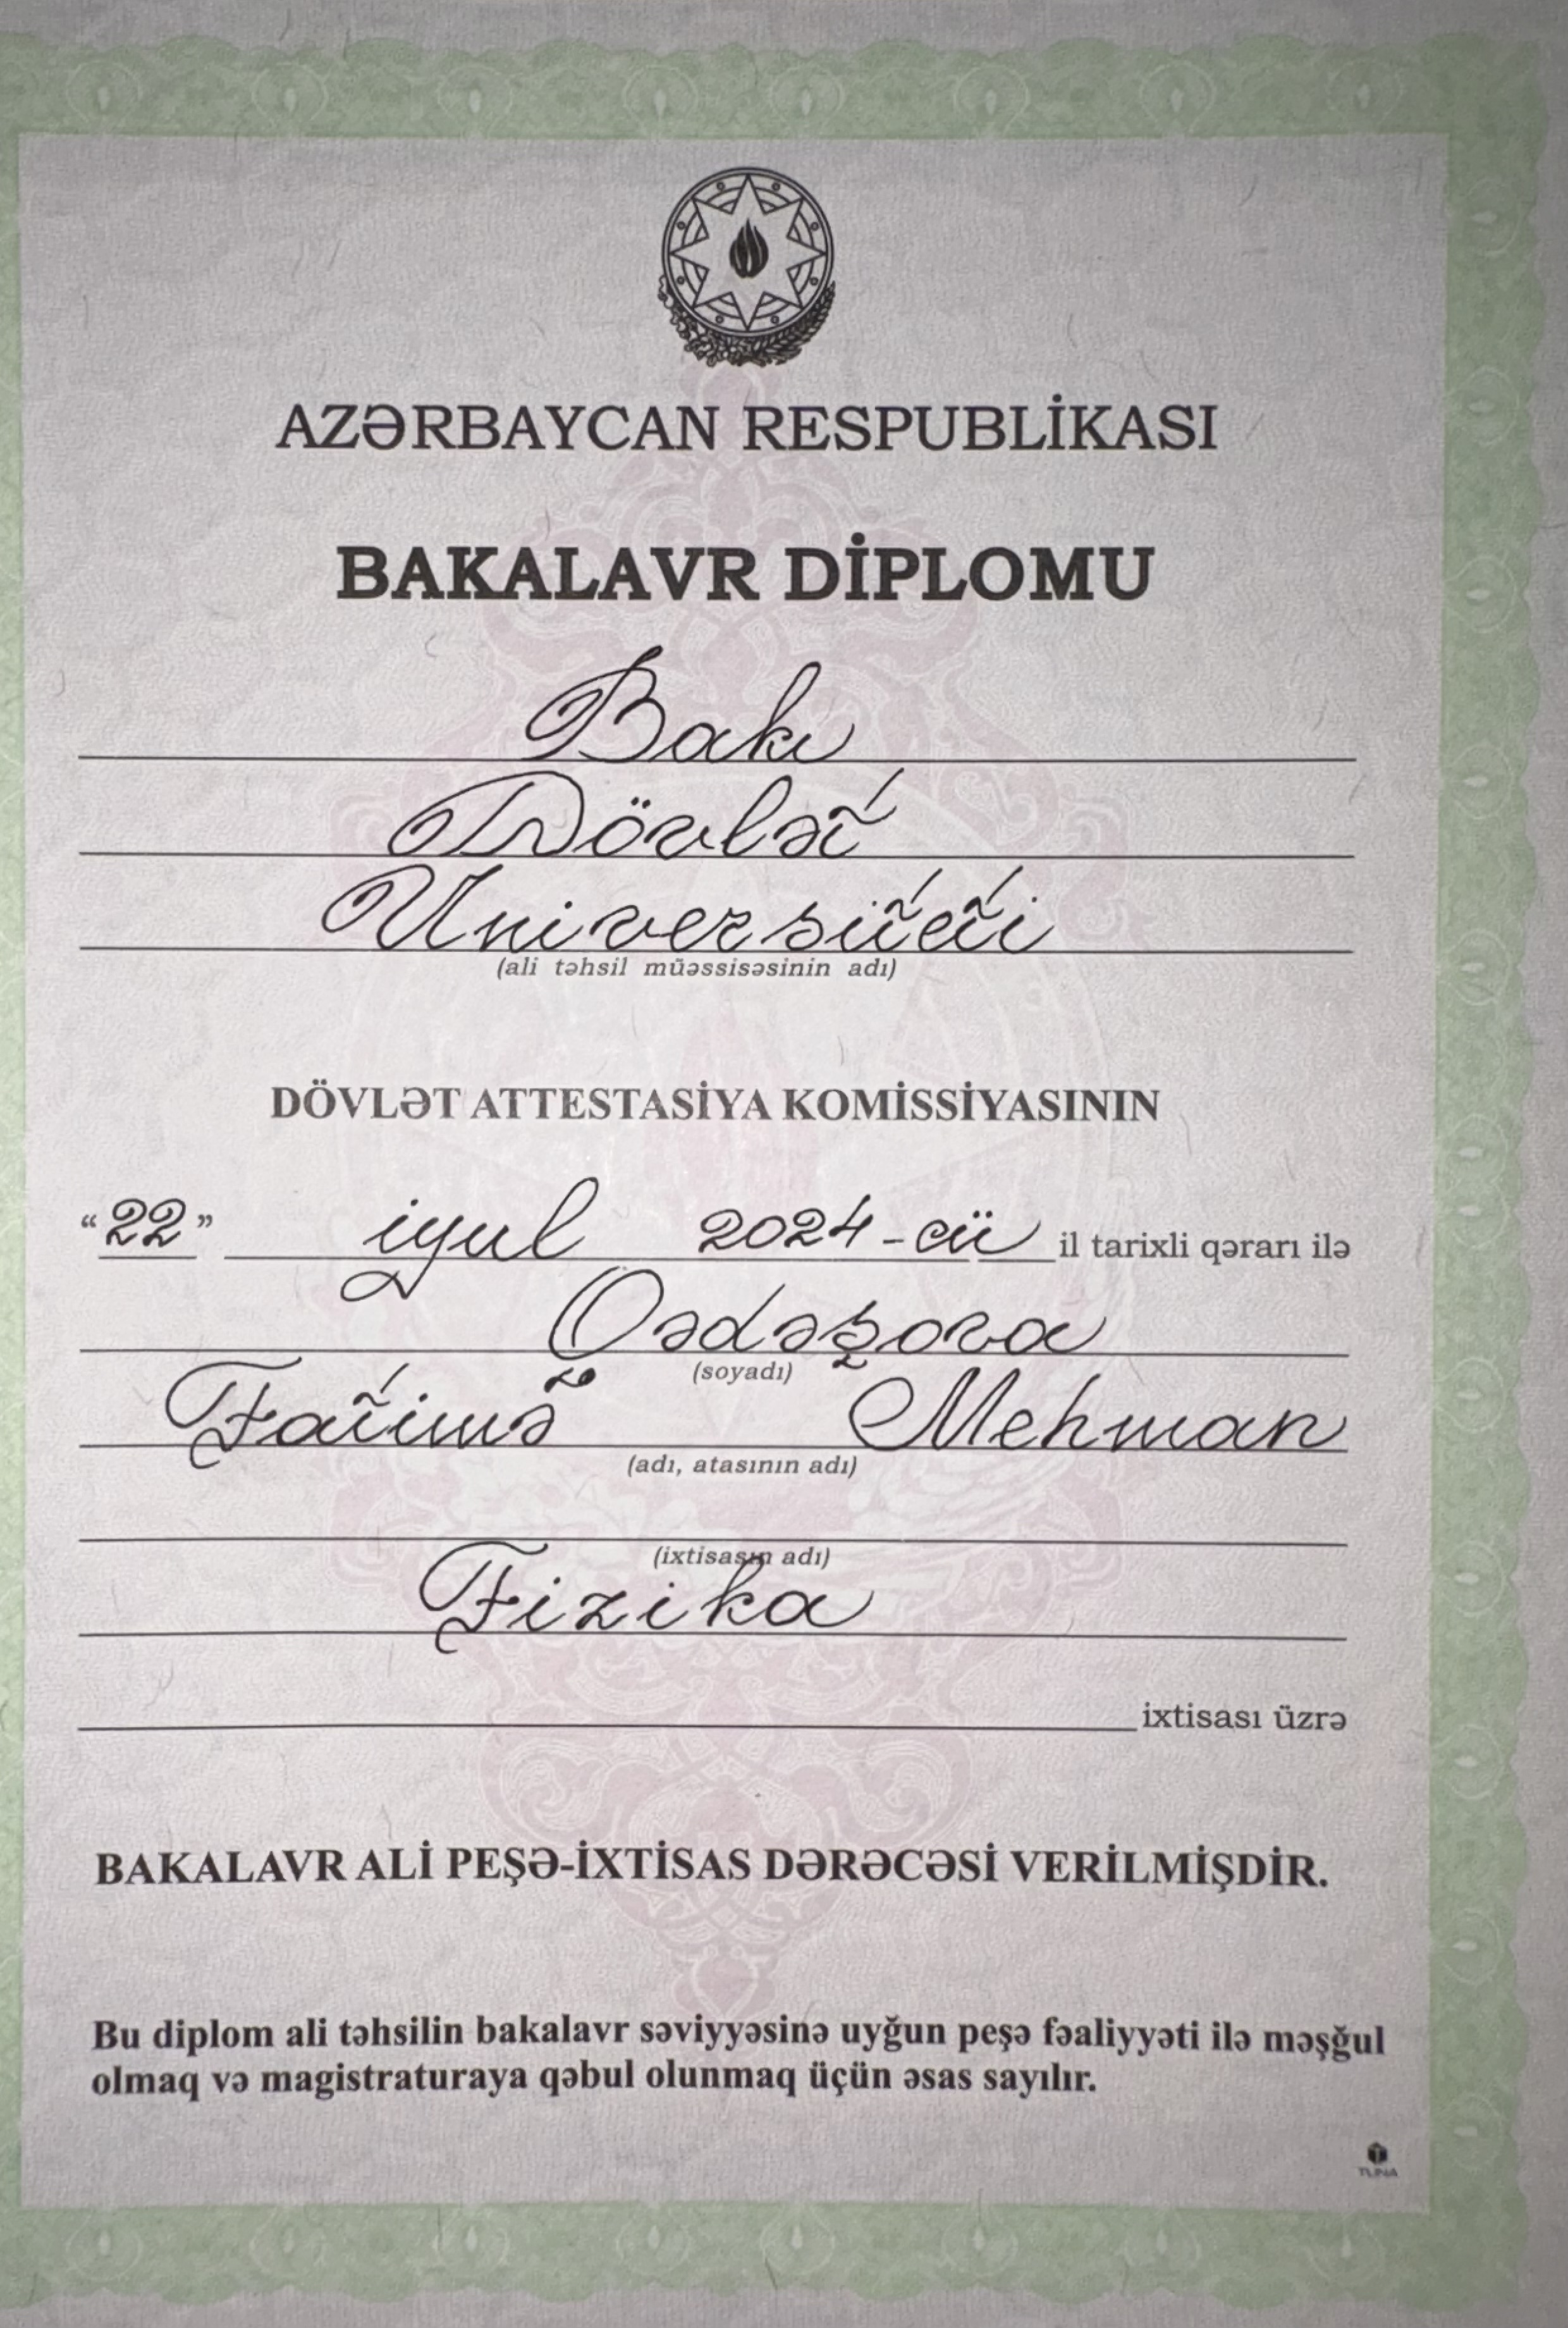 AZƏRBAYCAN RESPUBLİKASI
BAKALAVR DİPLOMU
Bakı
Dövlət
Universiteti
(ali təhsil müəssisəsinin adı)
DÖVLƏT ATTESTASİYA KOMİSSİYASININ
“22” iyul 2024-cü il tarixli qərarı ilə
Qədəşova
(soyadı)
Fatimə Mehman
(adı, atasının adı)
(ixtisasın adı)
Fizika
ixtisası üzrə
BAKALAVR ALİ PEŞƏ-İXTİSAS DƏRƏCƏSİ VERİLMİŞDİR.
Bu diplom ali təhsilin bakalavr səviyyəsinə uyğun peşə fəaliyyəti ilə məşğul
olmaq və magistraturaya qəbul olunmaq üçün əsas sayılır.
TUNA